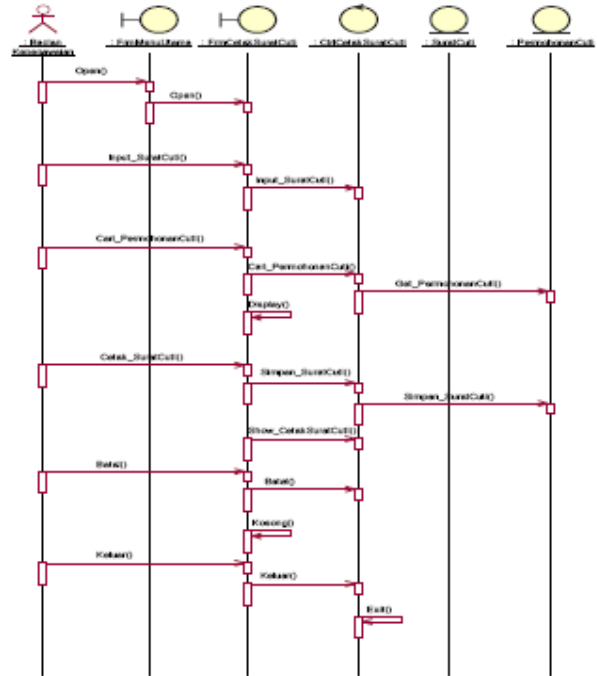 : Bagian
Kepegawaian
: FrmMenuUtama
: FrmCetakSuratCuti
: CtlCetakSuratCuti
: SuratCuti
: PermohonanCuti
Open()
Open()
Input_SuratCuti()
Input_SuratCuti()
Cari_PermohonanCuti()
Cari_PermohonanCuti()
Get_PermohonanCuti()
Display()
Cetak_SuratCuti()
Simpan_SuratCuti()
Simpan_SuratCuti()
Show_CetakSuratCuti()
Batal()
Batal()
Kosong()
Keluar()
Keluar()
Exit()